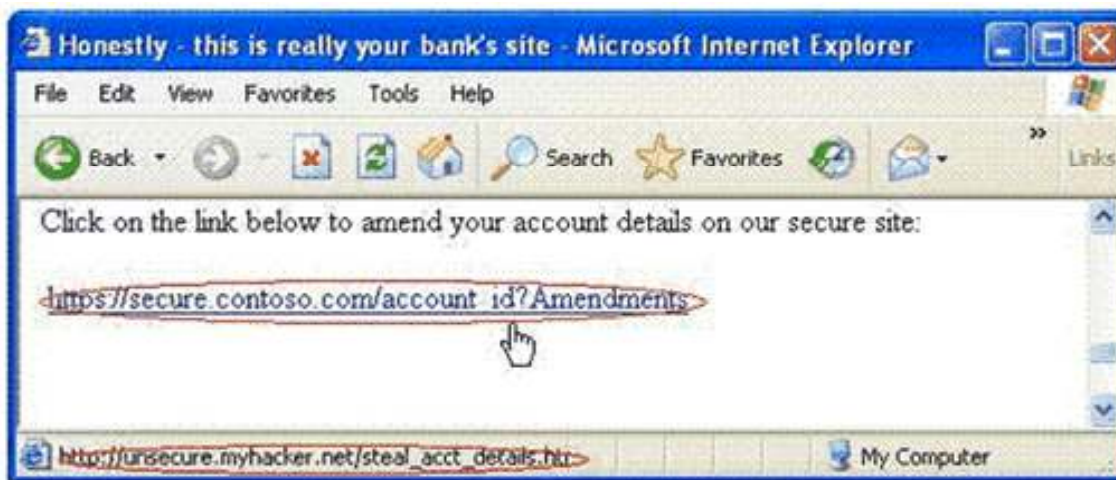 Honestly - this is really your bank's site - Microsoft Internet Explorer
File Edit View Favorites Tools Help
Back Search Favorites » Links
Click on the link below to amend your account details on our secure site:
https://secure.contoso.com/account_id?Amendments
http://unsecure.myhacker.net/steal_acct_details.htm My Computer